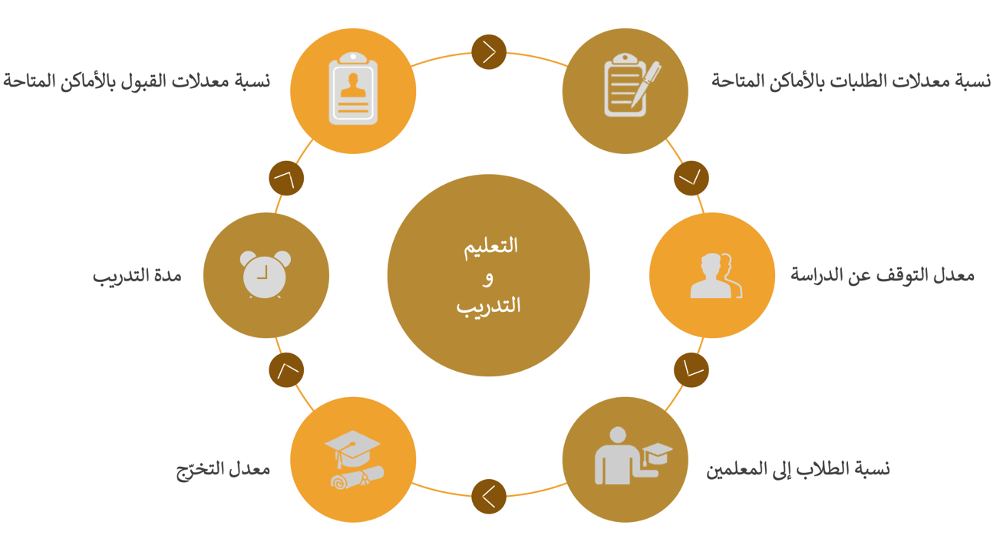 نسبة معدلات الطلبات بالأماكن المتاحة
نسبة معدلات القبول بالأماكن المتاحة
التعليم
و
التدريب
معدل التوقف عن الدراسة
مدة التدريب
نسبة الطلاب إلى المعلمين
معدل التخرّج